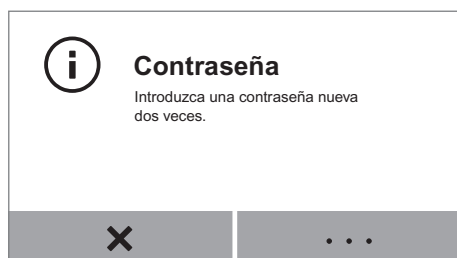 Contraseña
Introduzca una contraseña nueva
dos veces.
. . .